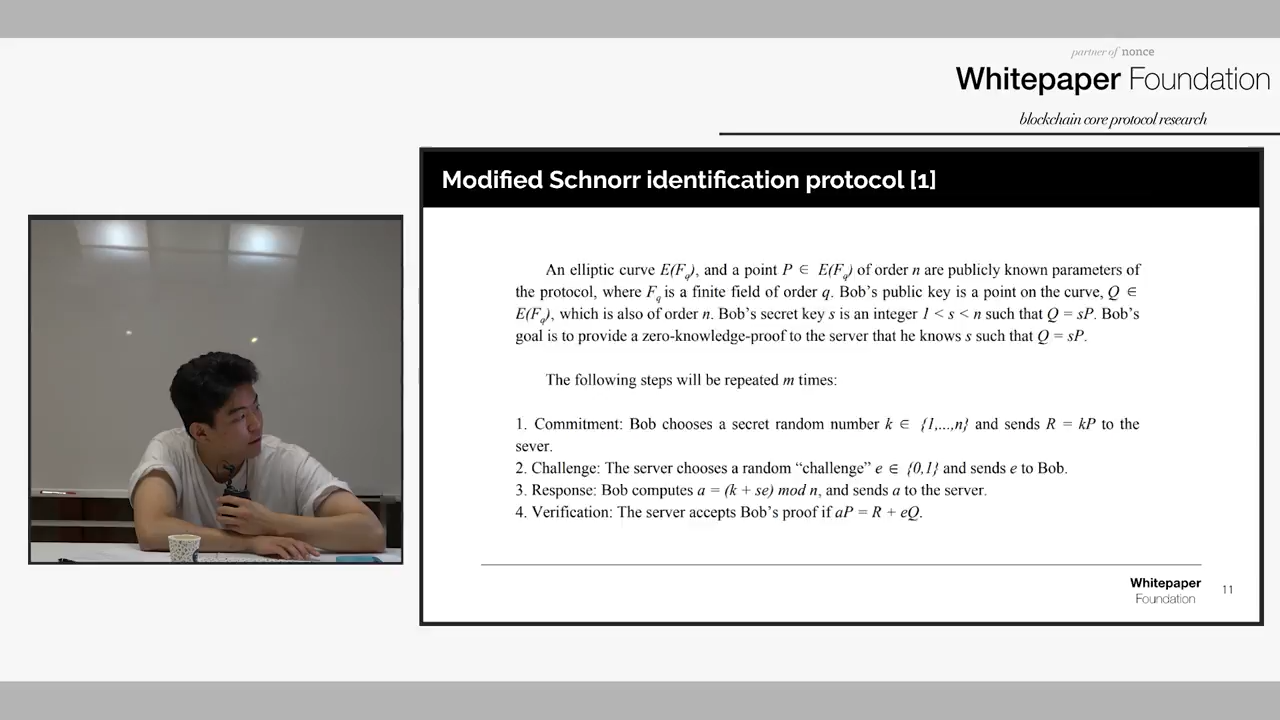 partner of nonce
Whitepaper Foundation
blockchain core protocol research
Modified Schnorr identification protocol [1]
An elliptic curve E(Fq), and a point P ∈ E(Fq) of order n are publicly known parameters of
the protocol, where Fq is a finite field of order q. Bob's public key is a point on the curve, Q ∈
E(Fq), which is also of order n. Bob's secret key s is an integer 1 < s < n such that Q = sP. Bob's
goal is to provide a zero-knowledge-proof to the server that he knows s such that Q = sP.
The following steps will be repeated m times:
1. Commitment: Bob chooses a secret random number k ∈ {1,...,n} and sends R = kP to the
sever.
2. Challenge: The server chooses a random “challenge” e ∈ {0,1} and sends e to Bob.
3. Response: Bob computes a = (k + se) mod n, and sends a to the server.
4. Verification: The server accepts Bob's proof if aP = R + eQ.
Whitepaper
Foundation
11